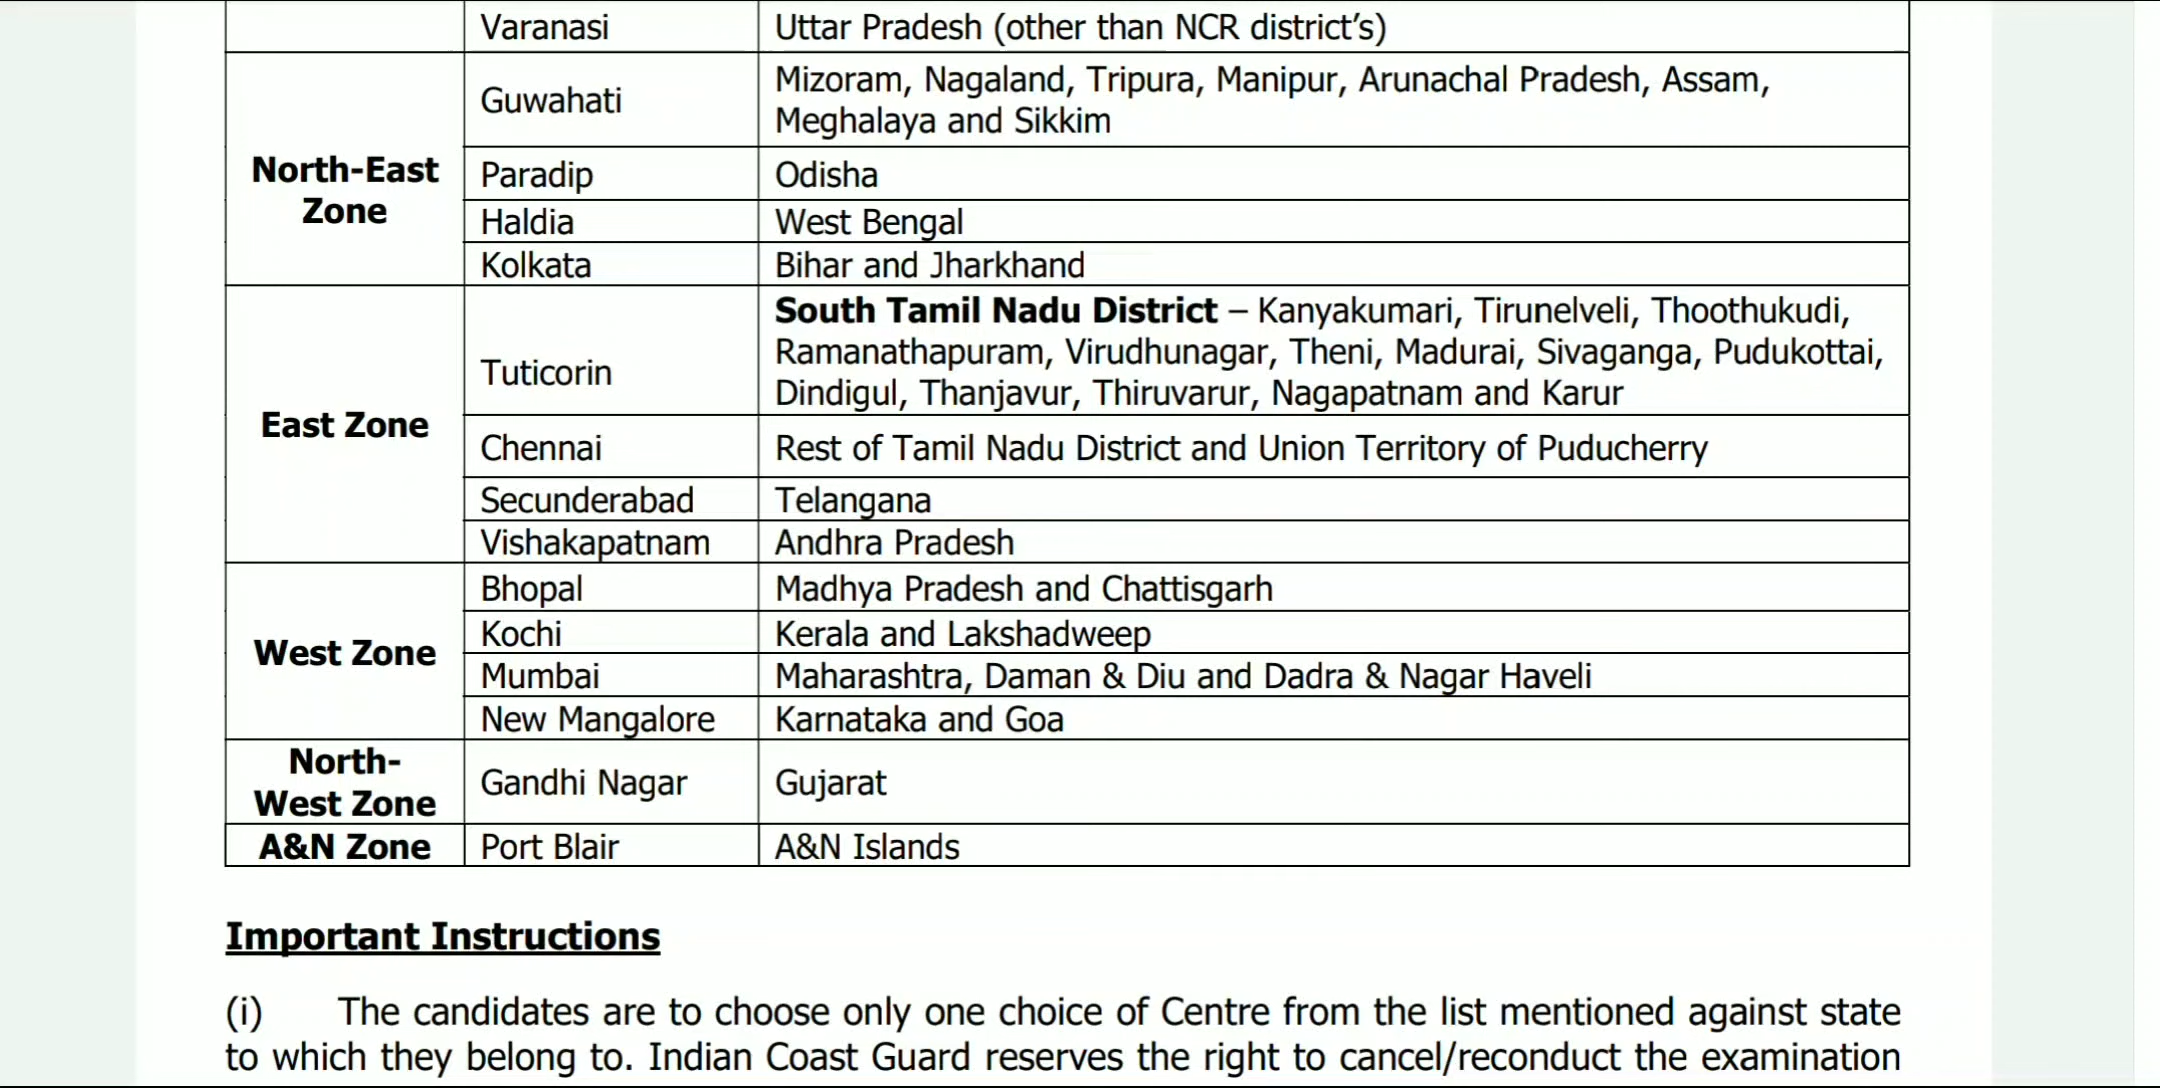 Varanasi Uttar Pradesh (other than NCR district’s)
North-East
Zone
Guwahati
Mizoram, Nagaland, Tripura, Manipur, Arunachal Pradesh, Assam,
Meghalaya and Sikkim
Paradip Odisha
Haldia West Bengal
Kolkata Bihar and Jharkhand
East Zone
Tuticorin
South Tamil Nadu District – Kanyakumari, Tirunelveli, Thoothukudi,
Ramanathapuram, Virudhunagar, Theni, Madurai, Sivaganga, Pudukottai,
Dindigul, Thanjavur, Thiruvarur, Nagapatnam and Karur
Chennai Rest of Tamil Nadu District and Union Territory of Puducherry
Secunderabad Telangana
Vishakapatnam Andhra Pradesh
West Zone
Bhopal Madhya Pradesh and Chattisgarh
Kochi Kerala and Lakshadweep
Mumbai Maharashtra, Daman & Diu and Dadra & Nagar Haveli
New Mangalore Karnataka and Goa
North-
West Zone
Gandhi Nagar Gujarat
A&N Zone Port Blair A&N Islands
Important Instructions
(i) The candidates are to choose only one choice of Centre from the list mentioned against state
to which they belong to. Indian Coast Guard reserves the right to cancel/reconduct the examination